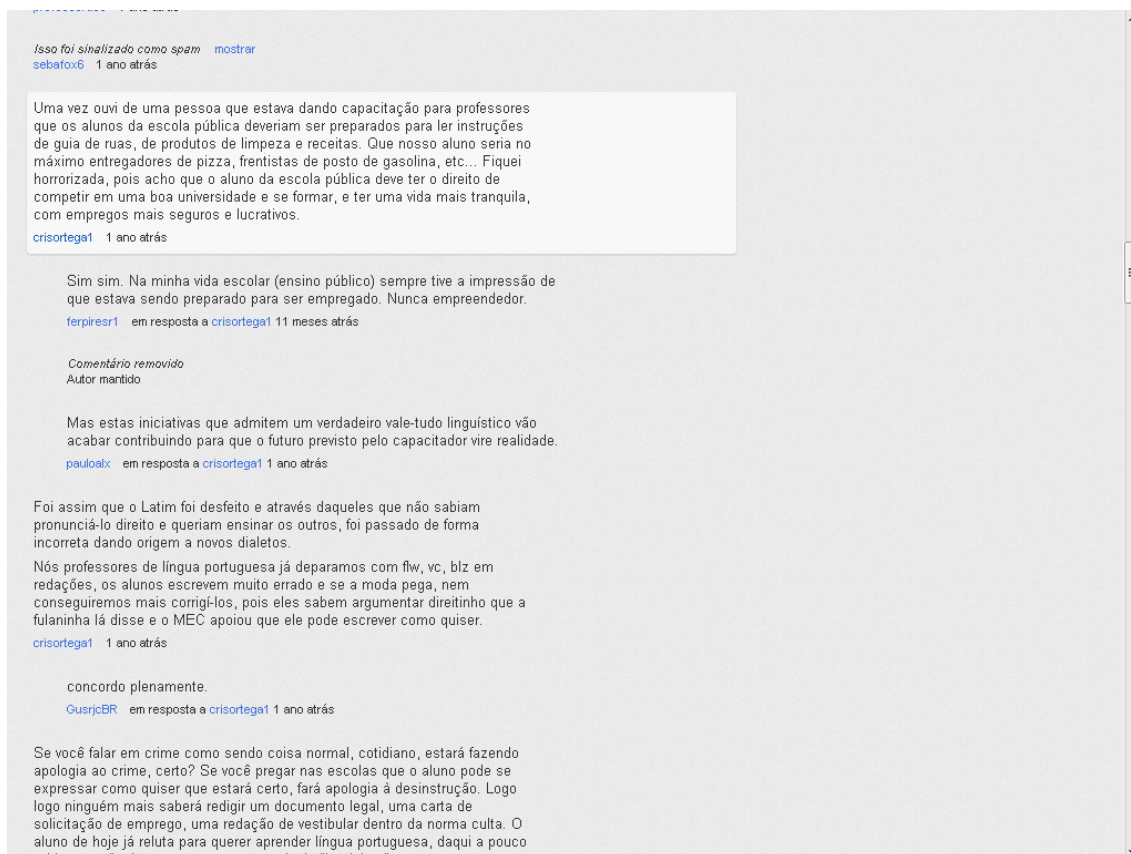 1 ano atrás
Isso foi sinalizado como spam mostrar
sebafox6 1 ano atrás
Uma vez ouvi de uma pessoa que estava dando capacitação para professores
que os alunos da escola pública deveriam ser preparados para ler instruções
de guia de ruas, de produtos de limpeza e receitas. Que nosso aluno seria no
máximo entregadores de pizza, frentistas de posto de gasolina, etc... Fiquei
horrorizada, pois acho que o aluno da escola pública deve ter o direito de
competir em uma boa universidade e se formar, e ter uma vida mais tranquila,
com empregos mais seguros e lucrativos.
crisortega1 1 ano atrás
Sim sim. Na minha vida escolar (ensino público) sempre tive a impressão de
que estava sendo preparado para ser empregado. Nunca empreendedor.
ferpiresr1 em resposta a crisortega1 11 meses atrás
Comentário removido
Autor mantido
Mas estas iniciativas que admitem um verdadeiro vale-tudo linguístico vão
acabar contribuindo para que o futuro previsto pelo capacitador vire realidade.
pauloalx em resposta a crisortega1 1 ano atrás
Foi assim que o Latim foi desfeito e através daqueles que não sabiam
pronunciá-lo direito e queriam ensinar os outros, foi passado de forma
incorreta dando origem a novos dialetos.
Nós professores de língua portuguesa já deparamos com flw, vc, blz em
redações, os alunos escrevem muito errado e se a moda pega, nem
conseguiremos mais corrigí-los, pois eles sabem argumentar direitinho que a
fulaninha lá disse e o MEC apoiou que ele pode escrever como quiser.
crisortega1 1 ano atrás
concordo plenamente.
GusrjcBR em resposta a crisortega1 1 ano atrás
Se você falar em crime como sendo coisa normal, cotidiano, estará fazendo
apologia ao crime, certo? Se você pregar nas escolas que o aluno pode se
expressar como quiser que estará certo, fará apologia à desinstrução. Logo
logo ninguém mais saberá redigir um documento legal, uma carta de
solicitação de emprego, uma redação de vestibular dentro da norma culta. O
aluno de hoje já reluta para querer aprender língua portuguesa, daqui a pouco